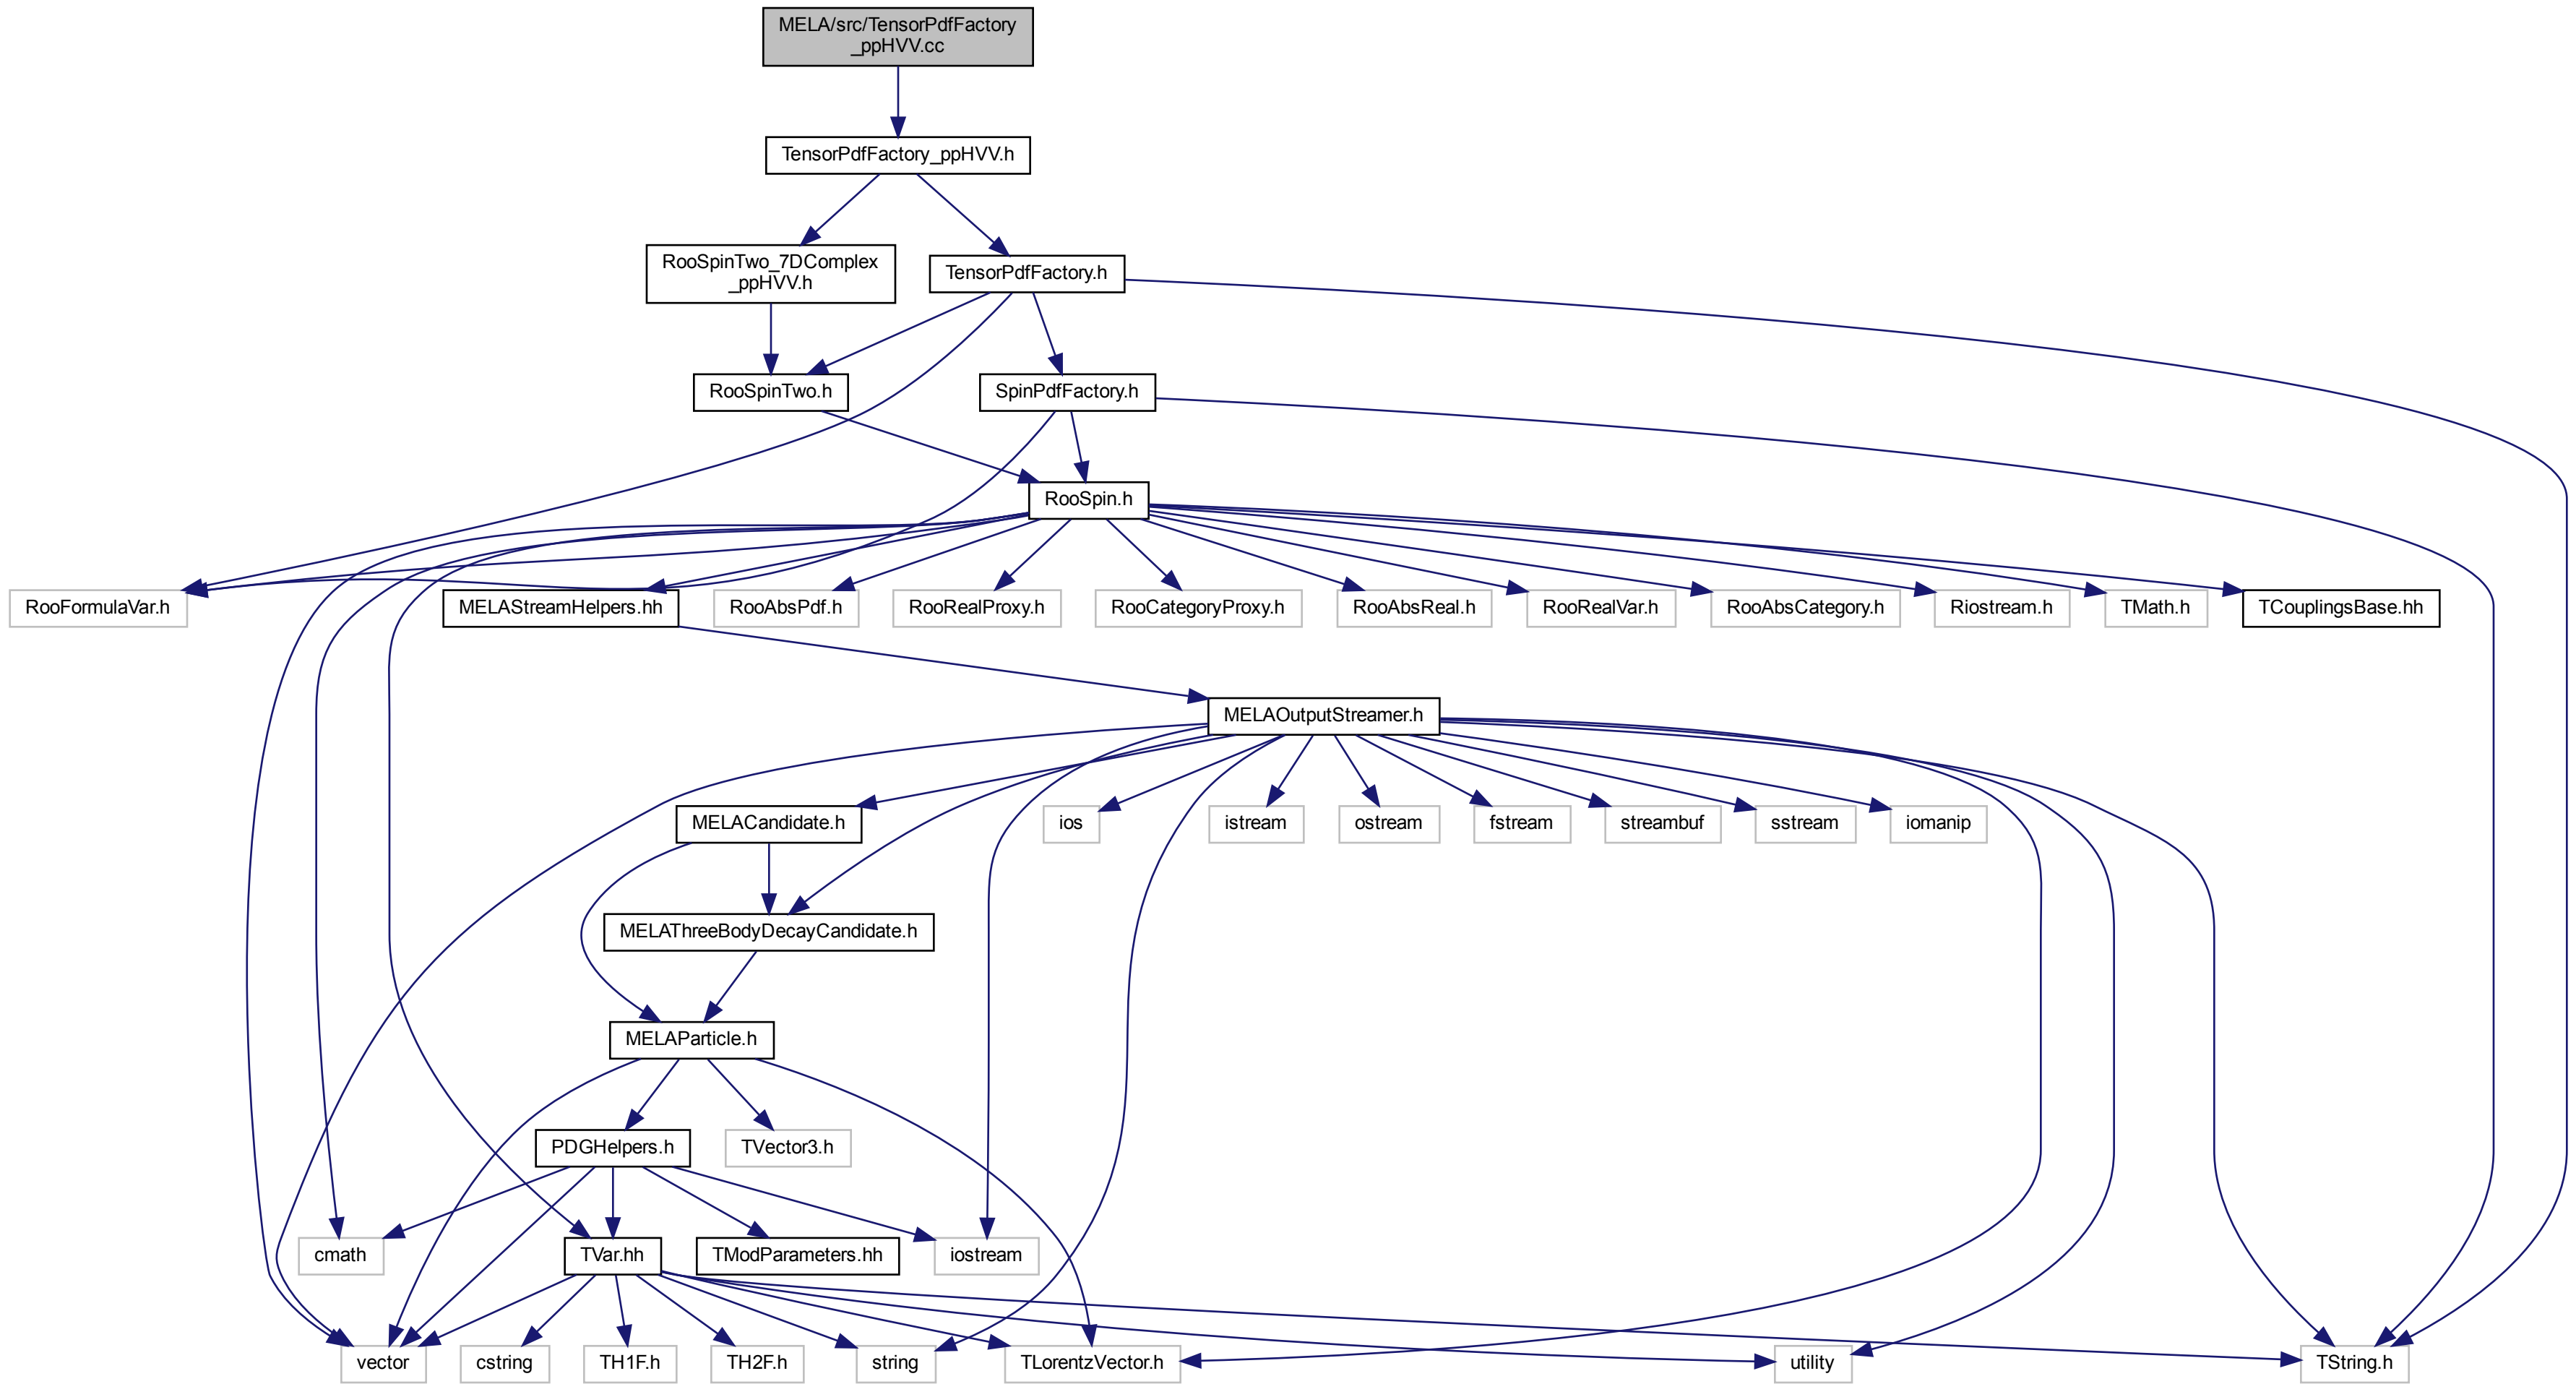 MELA/src/TensorPdfFactory
_ppHVV.cc
TensorPdfFactory_ppHVV.h
RooSpinTwo_7DComplex
_ppHVV.h
TensorPdfFactory.h
RooSpinTwo.h
SpinPdfFactory.h
RooSpin.h
RooFormulaVar.h
MELAStreamHelpers.hh
RooAbsPdf.h
RooRealProxy.h
RooCategoryProxy.h
RooAbsReal.h
RooRealVar.h
RooAbsCategory.h
Riostream.h
TMath.h
TCouplingsBase.hh
MELAOutputStreamer.h
MELACandidate.h
ios
istream
ostream
fstream
streambuf
sstream
iomanip
MELAThreeBodyDecayCandidate.h
MELAParticle.h
PDGHelpers.h
TVector3.h
cmath
TVar.hh
TModParameters.hh
iostream
vector
cstring
TH1F.h
TH2F.h
string
TLorentzVector.h
utility
TString.h